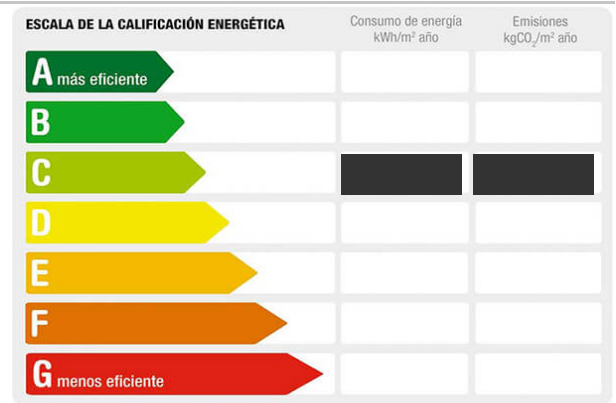 ESCALA DE LA CALIFICACIÓN ENERGÉTICA
Consumo de energía
kWh/m² año
Emisiones
kgCO₂/m² año
A más eficiente
B
C
D
E
F
G menos eficiente